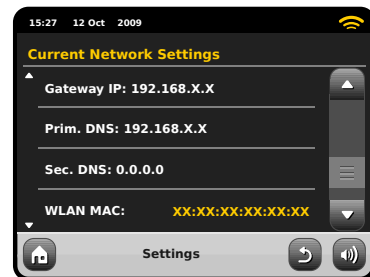 15:27 12 Oct 2009
Current Network Settings
Gateway IP: 192.168.X.X
Prim. DNS: 192.168.X.X
Sec. DNS: 0.0.0.0
WLAN MAC: XX:XX:XX:XX:XX:XX
Settings